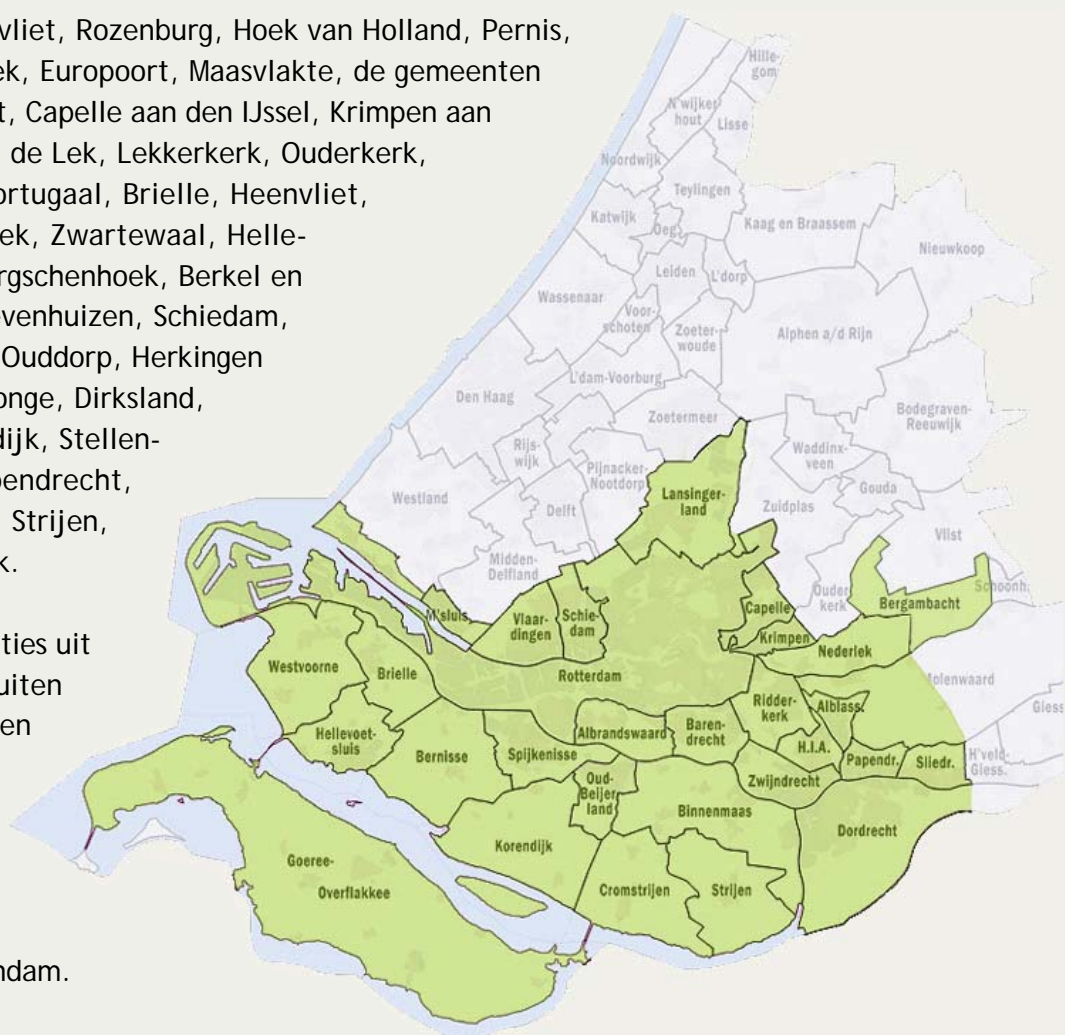 vliet, Rozenburg, Hoek van Holland, Pernis,
ek, Europoort, Maasvlakte, de gemeenten
t, Capelle aan den IJssel, Krimpen aan
de Lek, Lekkerkerk, Ouderkerk,
ortugaal, Brielle, Heenvliet,
ek, Zwartewaal, Helle-
rgschenhoek, Berkel en
evenhuizen, Schiedam,
Ouddorp, Herkingen
onge, Dirksland,
dijk, Stellen-
pendrecht,
Strijen,
k.
ties uit
uiten
en
ndam.
Hille-
gom
N'wijker
hout
Lisse
Noordwijk
Teylingen
Katwijk
Oeg.
Kaag en Braassem
Nieuwkoop
Leiden
L'dorp
Wassenaar
Voor-
schoten
Zoeter-
woude
Alphen a/d Rijn
L'dam-Voorburg
Den Haag
Zoetermeer
Bodegraven-
Reeuwijk
Rijs-
wijk
Waddinx-
veen
Pijnacker-
Nootdorp
Gouda
Westland
Lansinger-
land
Zuidplas
Delft
Vlist
Midden-
Delfland
Ouder
kerk
Schoonh.
Bergambacht
M'sluis
Vlaar-
dingen
Schie-
dam
Capelle
Krimpen
Nederlek
Westvoorne
Brielle
Rotterdam
Molenwaard
Giess
Ridder-
kerk
Alblass.
Hellevoet-
sluis
Albrandswaard
Baren-
drecht
H.I.A.
Bernisse
Spijkenisse
Papendr.
Sliedr.
H'veld-
Giess.
Zwijndrecht
Oud-
Beijer
land
Binnenmaas
Dordrecht
Korendijk
Goeree-
Overflakkee
Cromstrijen
Strijen